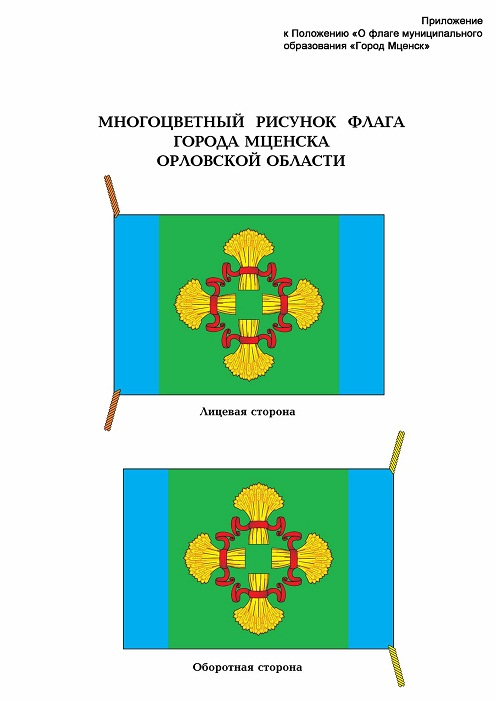 Приложение
к Положению «О флаге муниципального
образования «Город Мценск»
МНОГОЦВЕТНЫЙ РИСУНОК ФЛАГА
ГОРОДА МЦЕНСКА
ОРЛОВСКОЙ ОБЛАСТИ
Лицевая сторона
Оборотная сторона